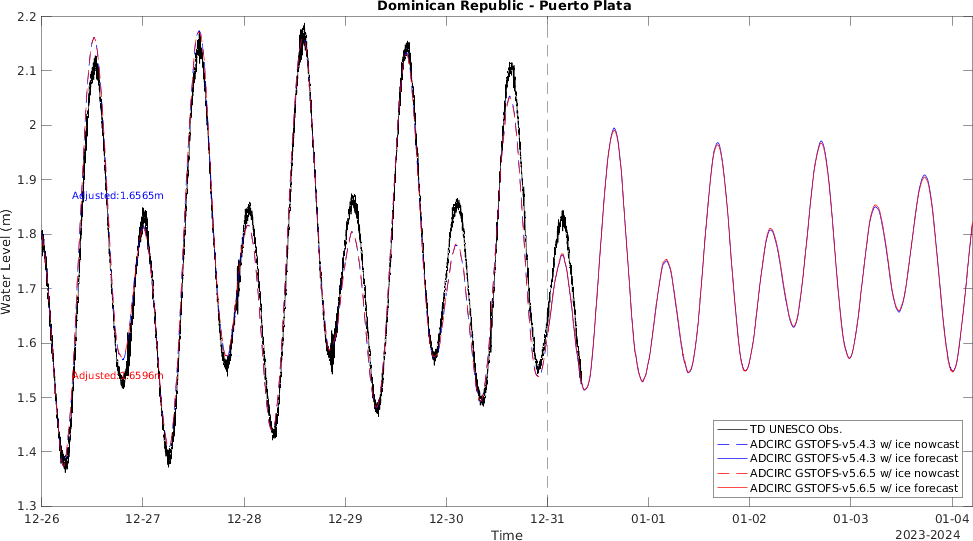 Dominican Republic - Puerto Plata
Water Level (m)
2.2
2.1
2
1.9
1.8
1.7
1.6
1.5
1.4
1.3
Adjusted:1.6565m
Adjusted:1.6596m
TD UNESCO Obs.
ADCIRC GSTOFS-v5.4.3 w/ ice nowcast
ADCIRC GSTOFS-v5.4.3 w/ ice forecast
ADCIRC GSTOFS-v5.6.5 w/ ice nowcast
ADCIRC GSTOFS-v5.6.5 w/ ice forecast
12-26 12-27 12-28 12-29 12-30 12-31 01-01 01-02 01-03 01-04
Time
2023-2024